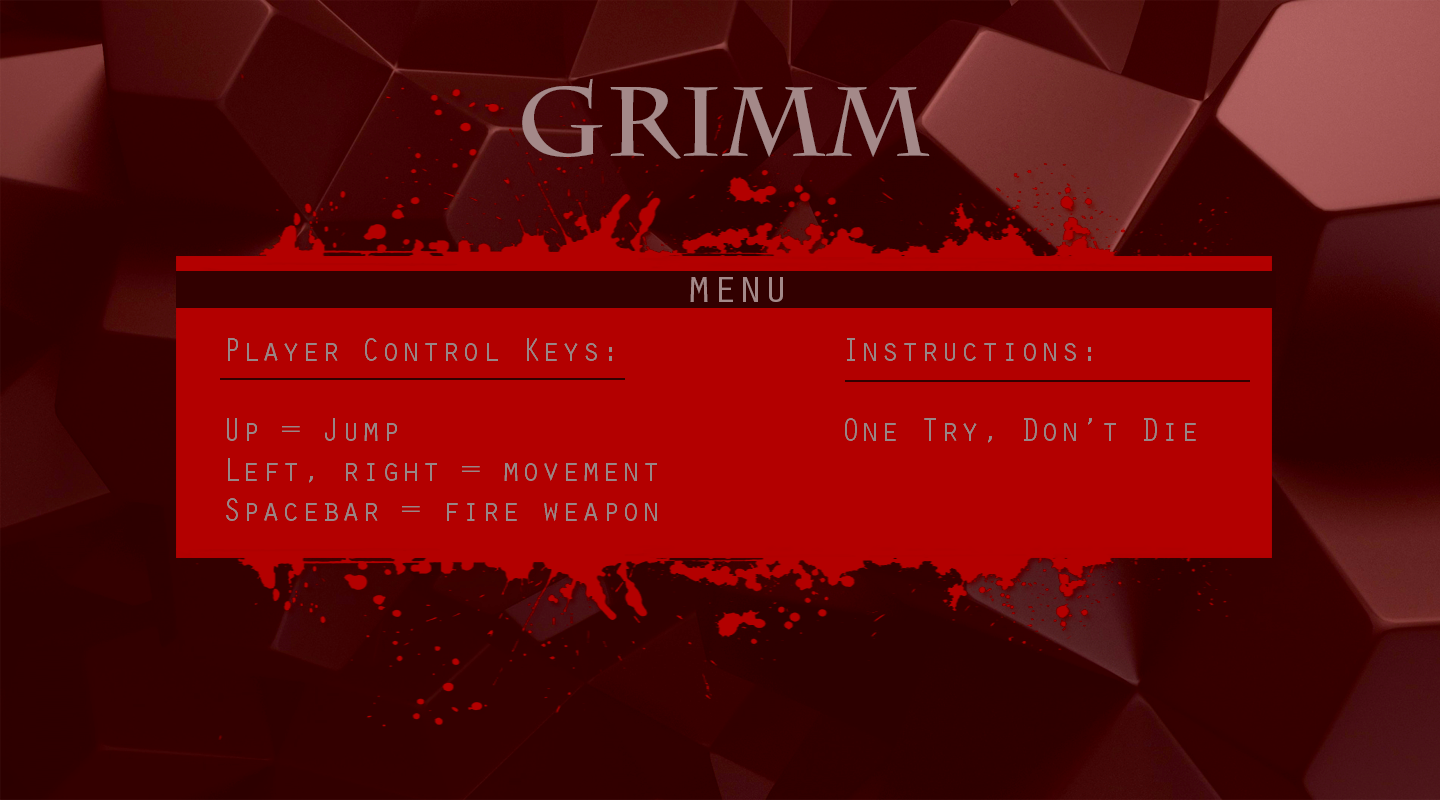 GRIMM
MENU
Player Control Keys:
Up = Jump
Left, right = movement
Spacebar = fire weapon
Instructions:
One Try, Don't Die